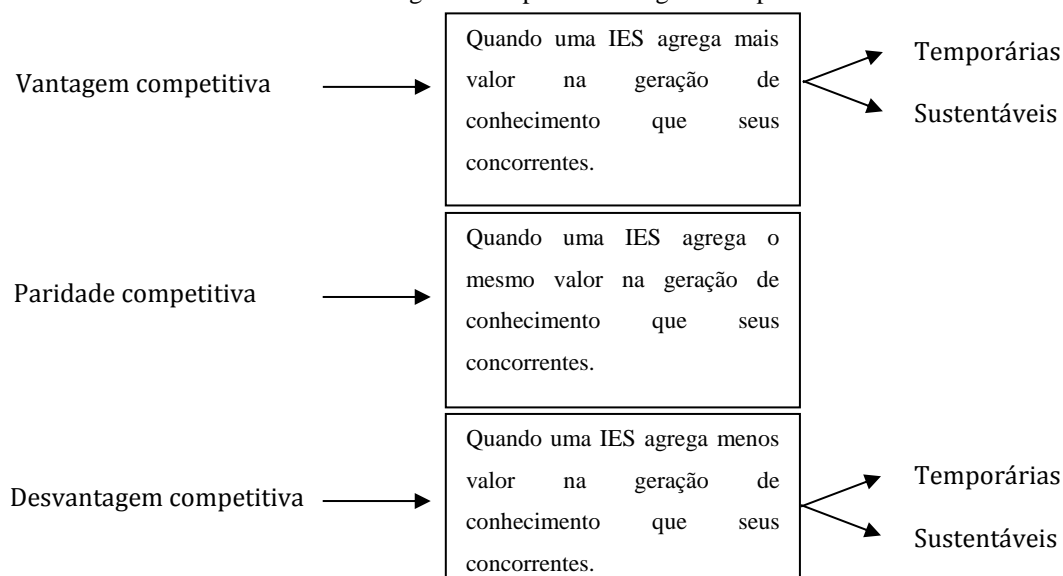 Vantagem competitiva
Quando uma IES agrega mais
valor na geração de
conhecimento que seus
concorrentes.
Temporárias
Sustentáveis
Paridade competitiva
Quando uma IES agrega o
mesmo valor na geração de
conhecimento que seus
concorrentes.
Desvantagem competitiva
Quando uma IES agrega menos
valor na geração de
conhecimento que seus
concorrentes.
Temporárias
Sustentáveis